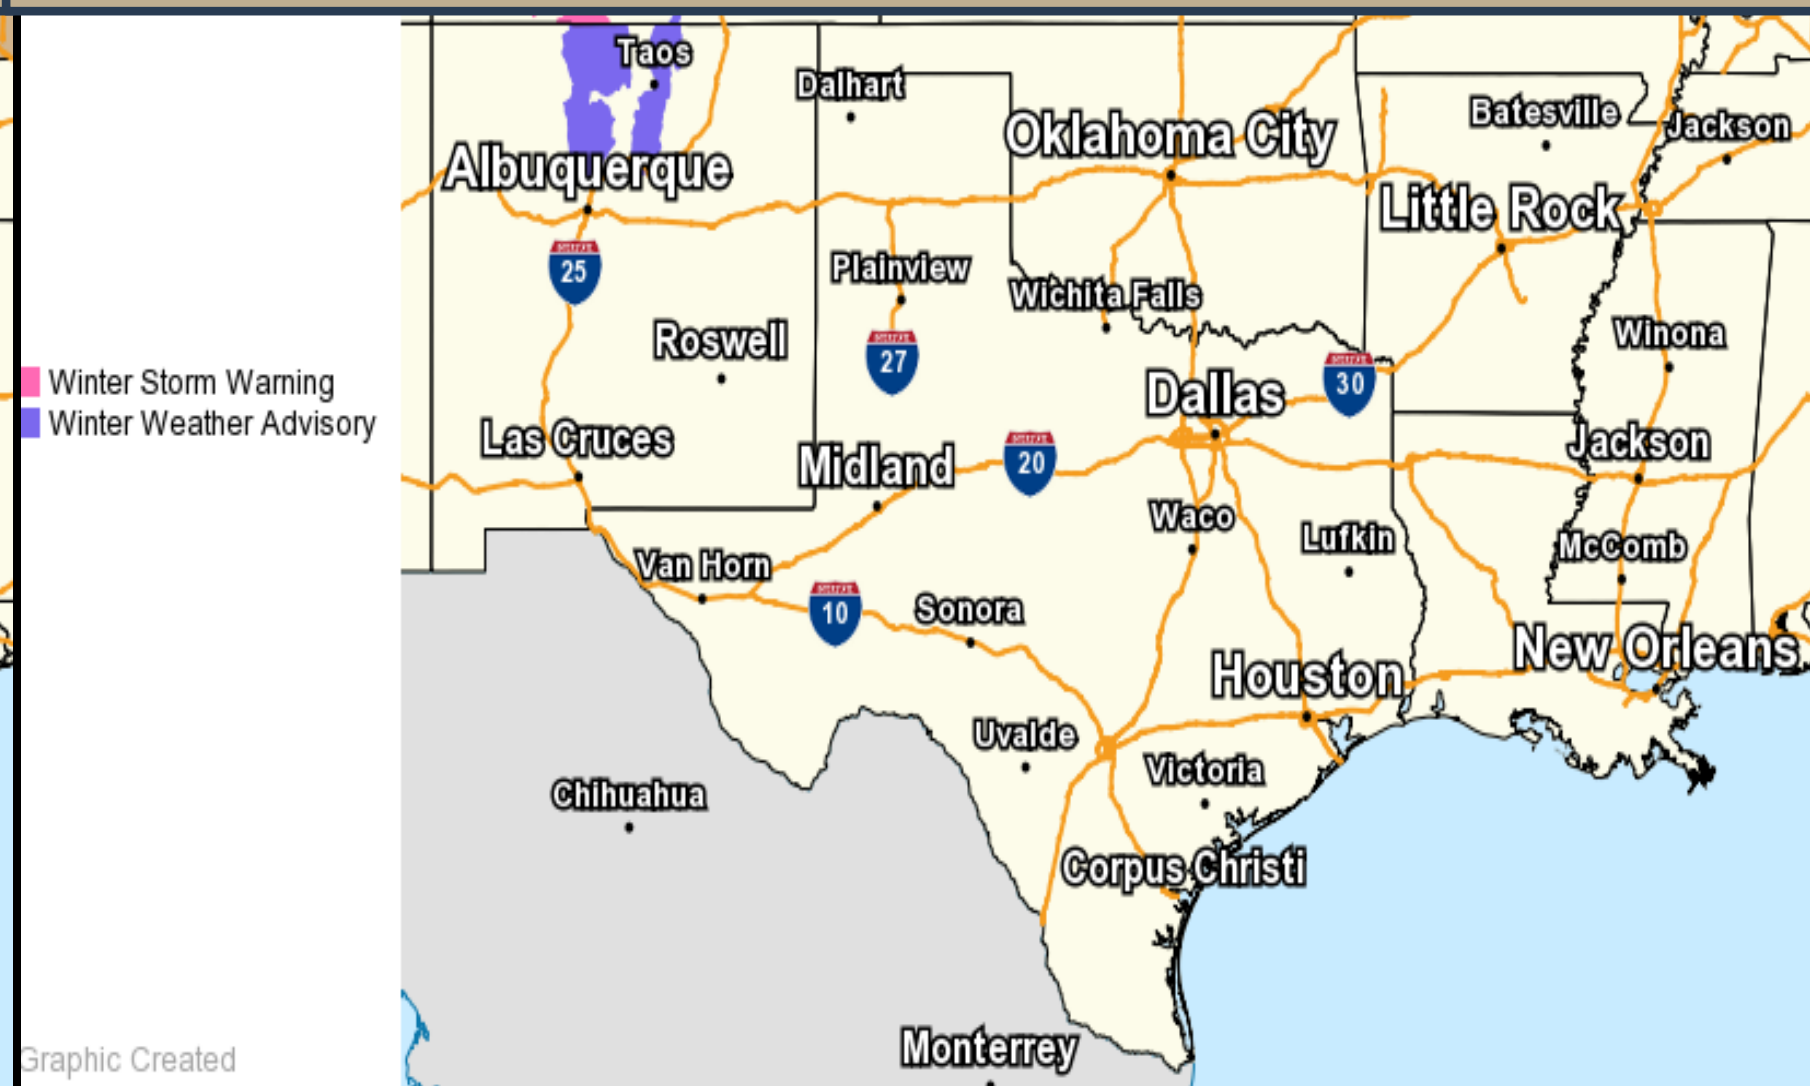 Taos
Dalhart
Oklahoma City
Batesville
Jackson
Albuquerque
Little Rock
25
Plainview
Wichita Falls
Roswell
27
Winona
Winter Storm Warning
Winter Weather Advisory
Dallas
30
Las Cruces
Midland
20
Jackson
Waco
Lufkin
McComb
Van Horn
10
Sonora
Houston
New Orleans
Uvalde
Victoria
Chihuahua
Corpus Christi
Monterrey
Graphic Created